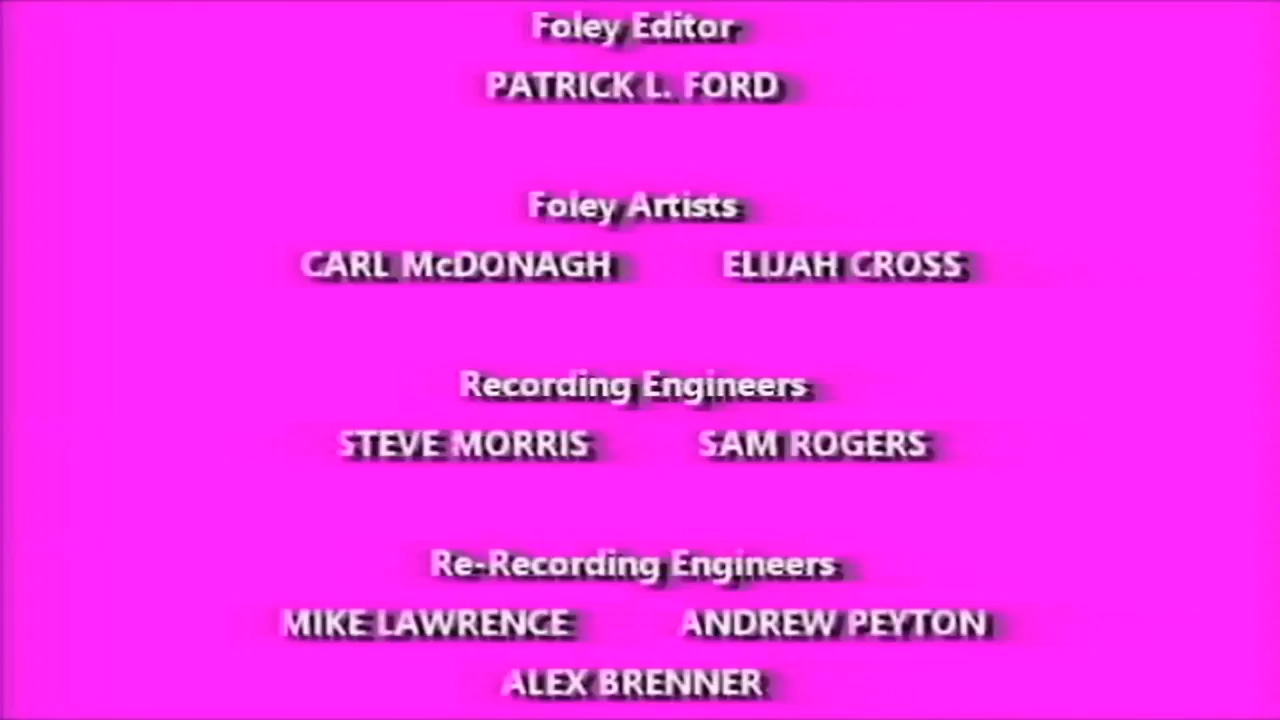 Foley Editor
PATRICK L. FORD
Foley Artists
CARL McDONAGH ELIJAH CROSS
Recording Engineers
STEVE MORRIS SAM ROGERS
Re-Recording Engineers
MIKE LAWRENCE ANDREW PEYTON
ALEX BRENNER